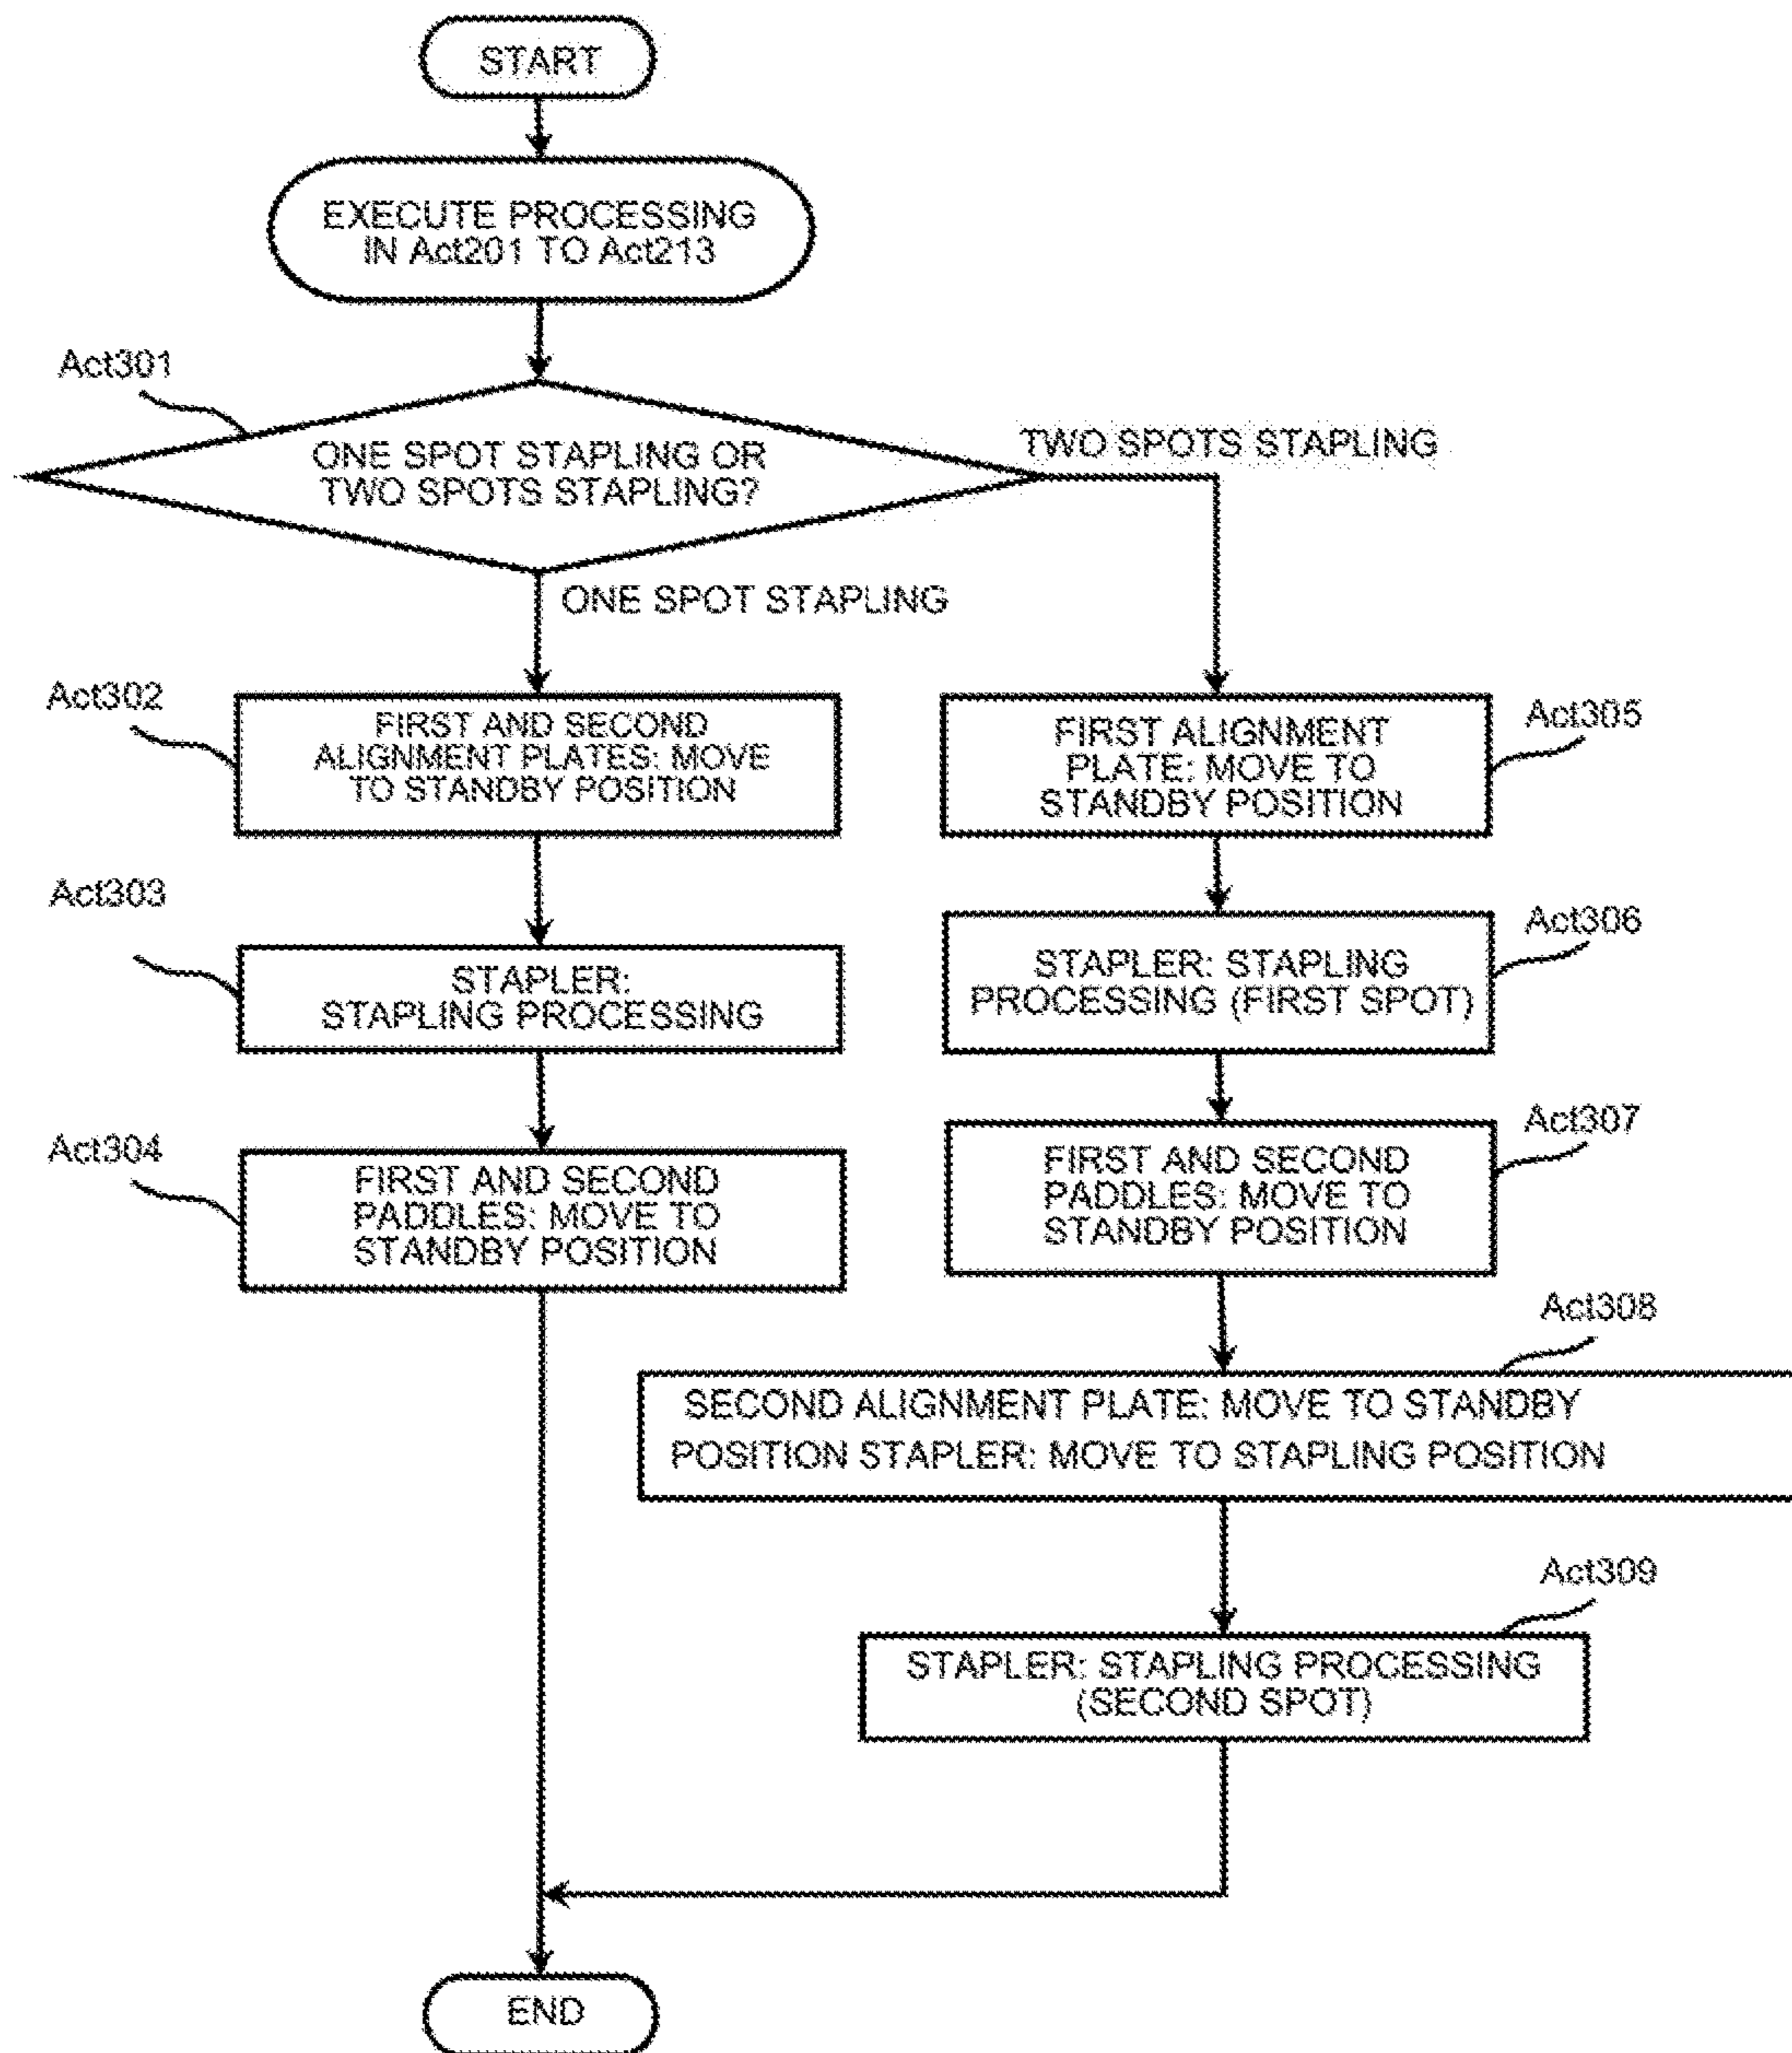 START
EXECUTE PROCESSING
IN Act201 TO Act213
Act301
ONE SPOT STAPLING OR
TWO SPOTS STAPLING?
TWO SPOTS STAPLING
ONE SPOT STAPLING
Act302
FIRST AND SECOND
ALIGNMENT PLATES: MOVE
TO STANDBY POSITION
Act303
STAPLER:
STAPLING PROCESSING
Act304
FIRST AND SECOND
PADDLES: MOVE TO
STANDBY POSITION
Act305
FIRST ALIGNMENT
PLATE: MOVE TO
STANDBY POSITION
Act306
STAPLER: STAPLING
PROCESSING (FIRST SPOT)
Act307
FIRST AND SECOND
PADDLES: MOVE TO
STANDBY POSITION
Act308
SECOND ALIGNMENT PLATE: MOVE TO STANDBY
POSITION STAPLER: MOVE TO STAPLING POSITION
Act309
STAPLER: STAPLING PROCESSING
(SECOND SPOT)
END